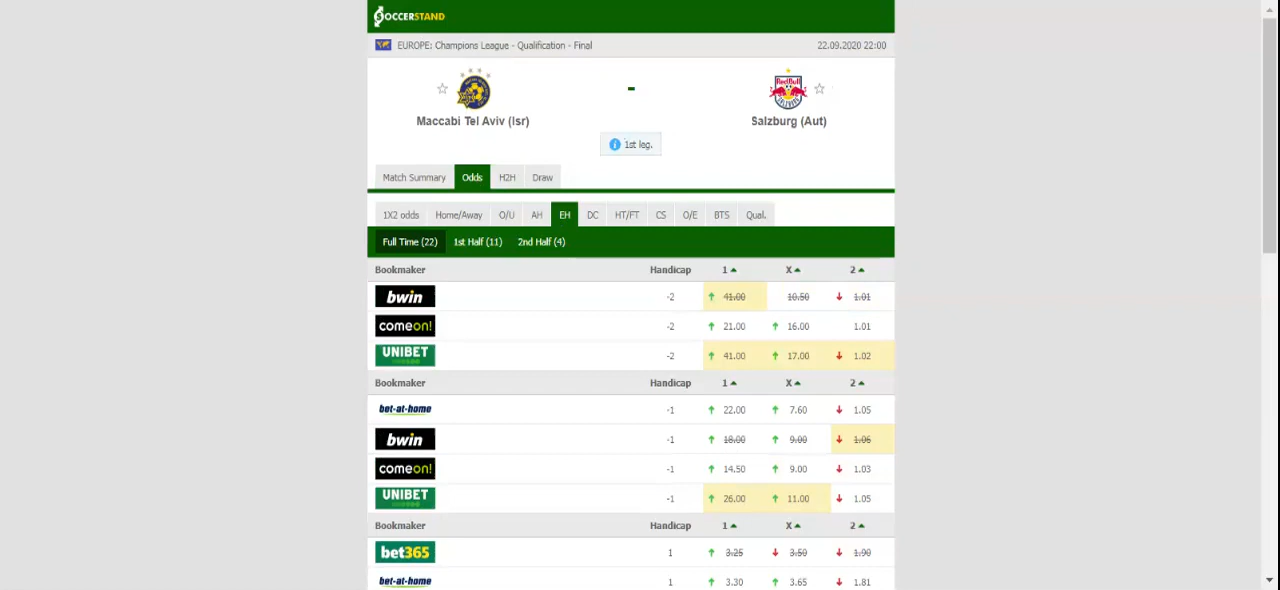 SOCCERSTAND
EUROPE: Champions League - Qualification - Final 22.09.2020 22:00
Maccabi Tel Aviv (Isr) - Salzburg (Aut)
1st leg.
Match Summary Odds H2H Draw
1X2 odds Home/Away O/U AH EH DC HT/FT CS O/E BTS Qual.
Full Time (22) 1st Half (11) 2nd Half (4)
Bookmaker Handicap 1 X 2
bwin -2 41.00 10.50 1.01
comeon! -2 21.00 16.00 1.01
UNIBET -2 41.00 17.00 1.02
Bookmaker Handicap 1 X 2
bet-at-home -1 22.00 7.60 1.05
bwin -1 18.00 9.00 1.06
comeon! -1 14.50 9.00 1.03
UNIBET -1 26.00 11.00 1.05
Bookmaker Handicap 1 X 2
bet365 1 3.25 3.50 1.90
bet-at-home 1 3.30 3.65 1.81